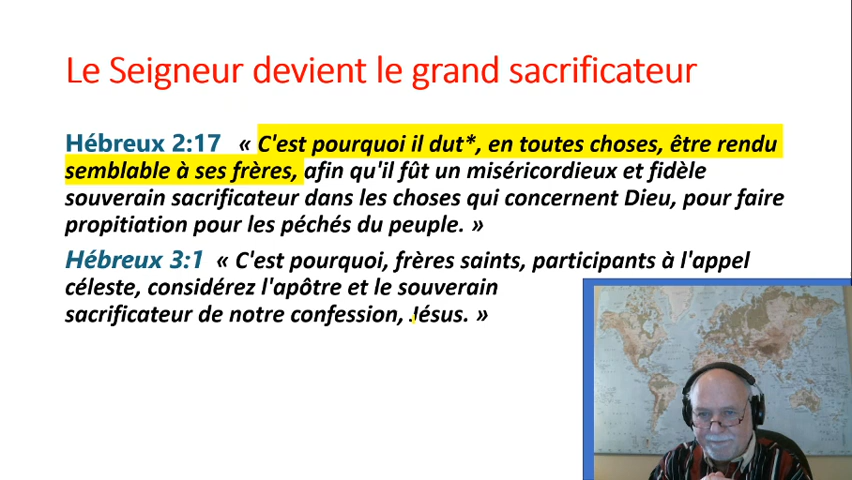 Le Seigneur devient le grand sacrificateur
Hébreux 2:17 « C'est pourquoi il dut*, en toutes choses, être rendu
semblable à ses frères, afin qu'il fût un miséricordieux et fidèle
souverain sacrificateur dans les choses qui concernent Dieu, pour faire
propitiation pour les péchés du peuple. »
Hébreux 3:1 « C'est pourquoi, frères saints, participants à l'appel
céleste, considérez l'apôtre et le souverain
sacrificateur de notre confession, Jésus. »